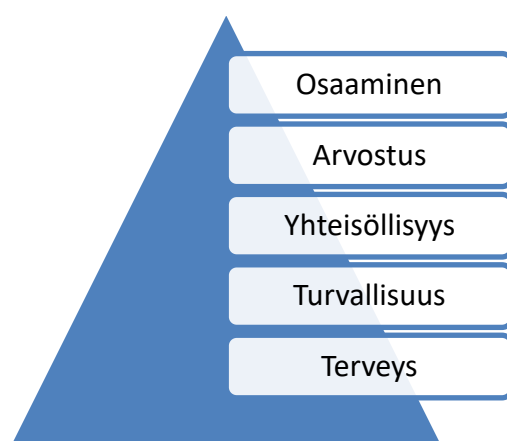 Osaaminen
Arvostus
Yhteisöllisyys
Turvallisuus
Terveys